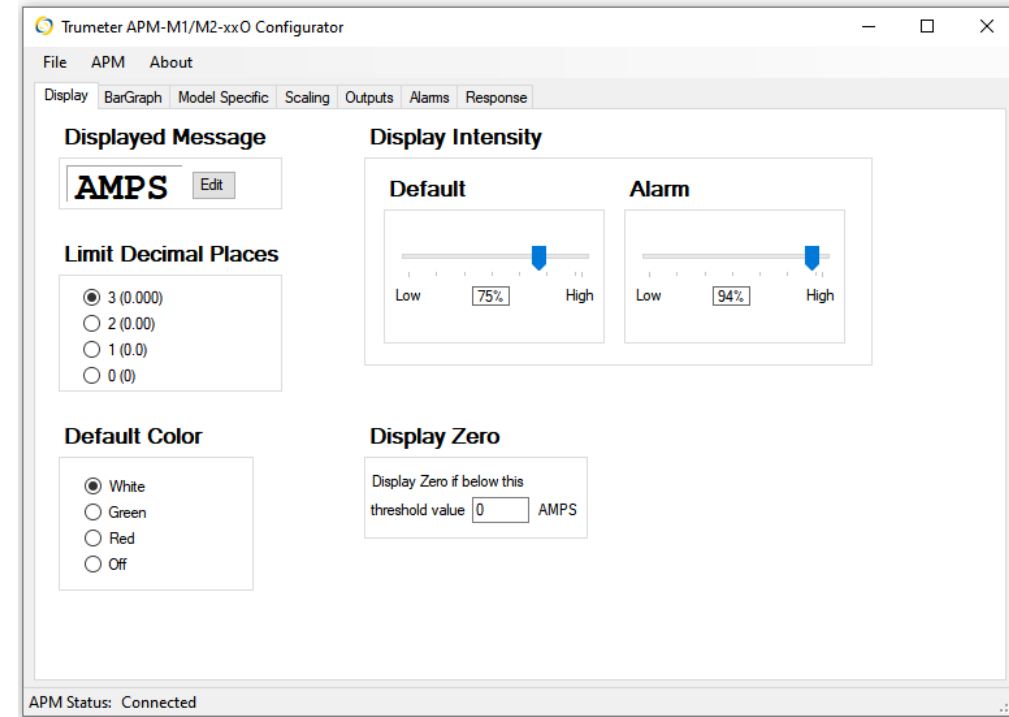 Trumeter APM-M1/M2-xxO Configurator
File APM About
Display BarGraph Model Specific Scaling Outputs Alarms Response
Displayed Message
AMPS Edit
Limit Decimal Places
3 (0.000)
2 (0.00)
1 (0.0)
0 (0)
Default Color
White
Green
Red
Off
Display Intensity
Default
Low 75% High
Alarm
Low 94% High
Display Zero
Display Zero if below this
threshold value 0 AMPS
APM Status: Connected